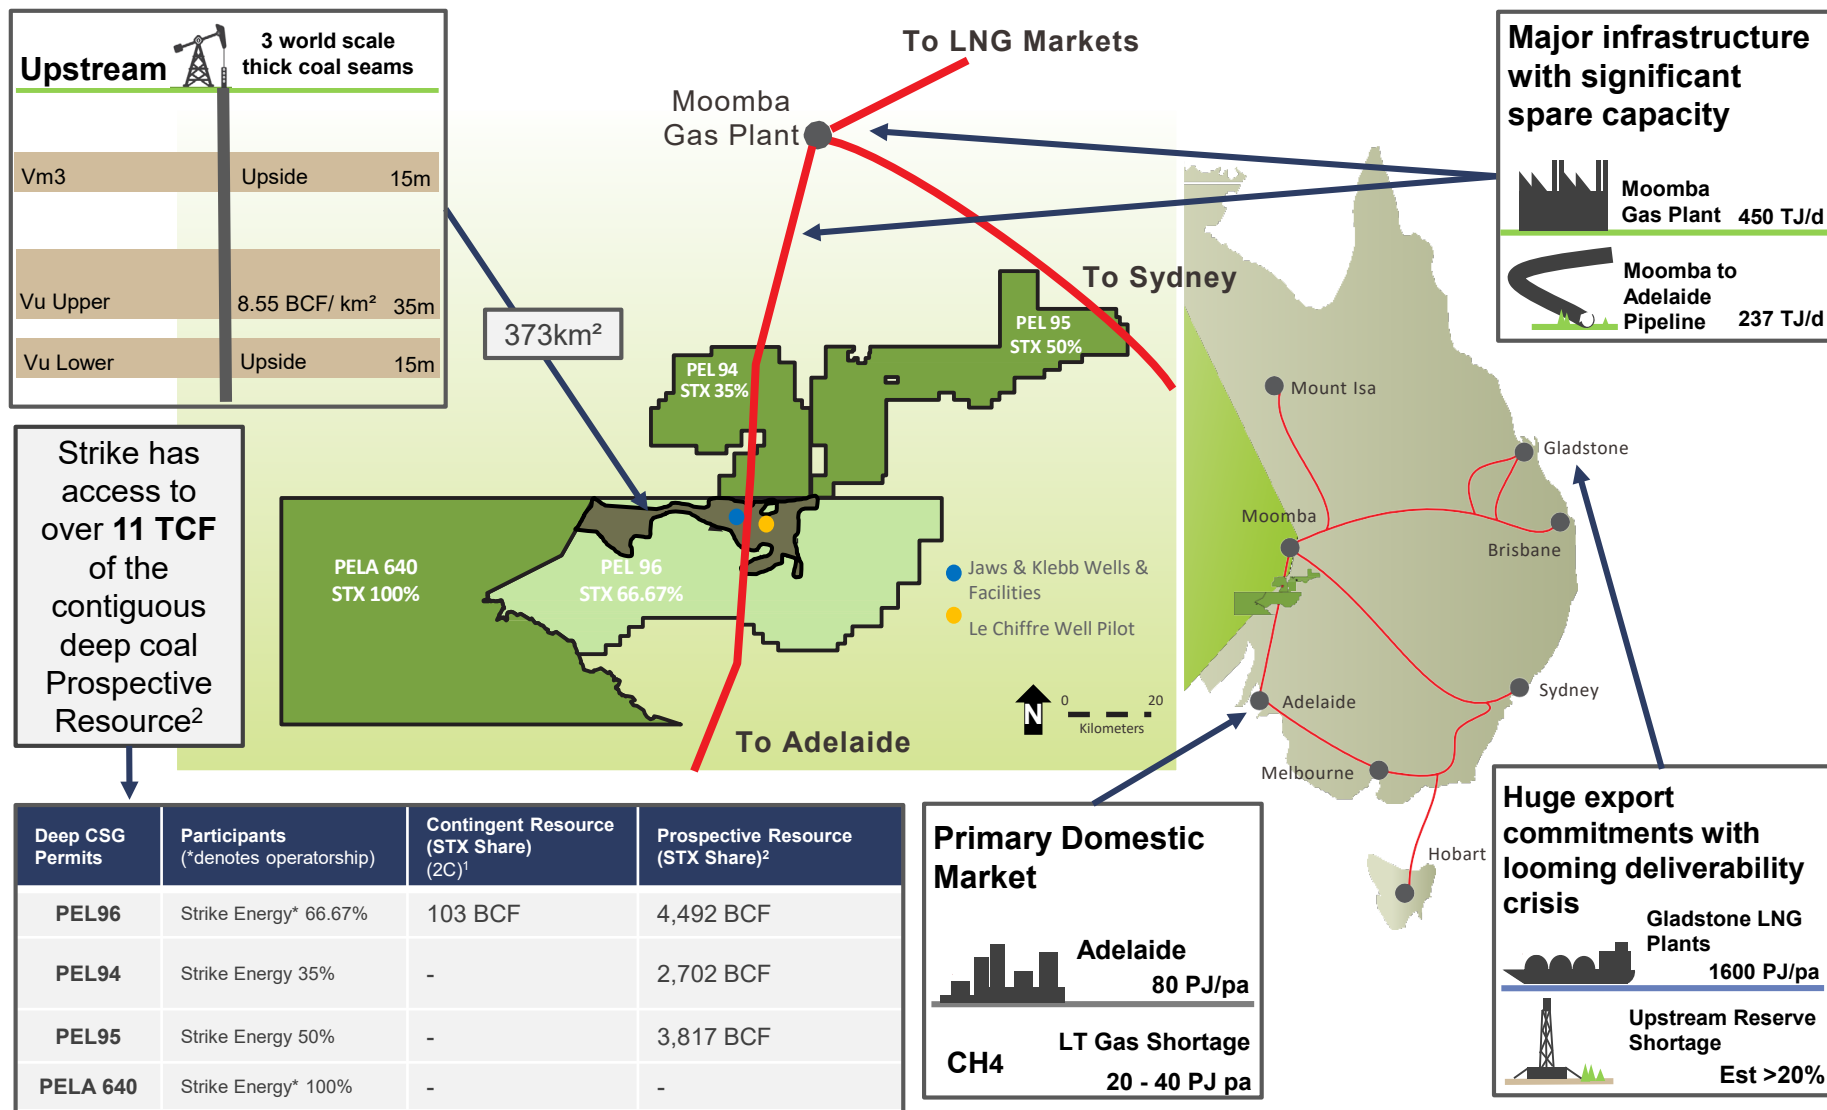 Upstream
3 world scale
thick coal seams
Vm3 Upside 15m
Vu Upper 8.55 BCF/ km² 35m
Vu Lower Upside 15m
Strike has
access to
over 11 TCF
of the
contiguous
deep coal
Prospective
Resource²
373km²
To LNG Markets
Moomba
Gas Plant
To Sydney
PEL 95
STX 50%
PEL 94
STX 35%
PELA 640
STX 100%
PEL 96
STX 66.67%
Jaws & Klebb Wells &
Facilities
Le Chiffre Well Pilot
N
0 20
Kilometers
To Adelaide
Major infrastructure
with significant
spare capacity
Moomba
Gas Plant 450 TJ/d
Moomba to
Adelaide
Pipeline 237 TJ/d
Mount Isa
Gladstone
Moomba
Brisbane
Adelaide
Sydney
Melbourne
Hobart
Deep CSG
Permits
Participants
(*denotes operatorship)
Contingent Resource
(STX Share)
(2C)¹
Prospective Resource
(STX Share)²
PEL96 Strike Energy* 66.67% 103 BCF 4,492 BCF
PEL94 Strike Energy 35% - 2,702 BCF
PEL95 Strike Energy 50% - 3,817 BCF
PELA 640 Strike Energy* 100% - -
Primary Domestic
Market
Adelaide
80 PJ/pa
CH4
LT Gas Shortage
20 - 40 PJ pa
Huge export
commitments with
looming deliverability
crisis
Gladstone LNG
Plants
1600 PJ/pa
Upstream Reserve
Shortage
Est >20%